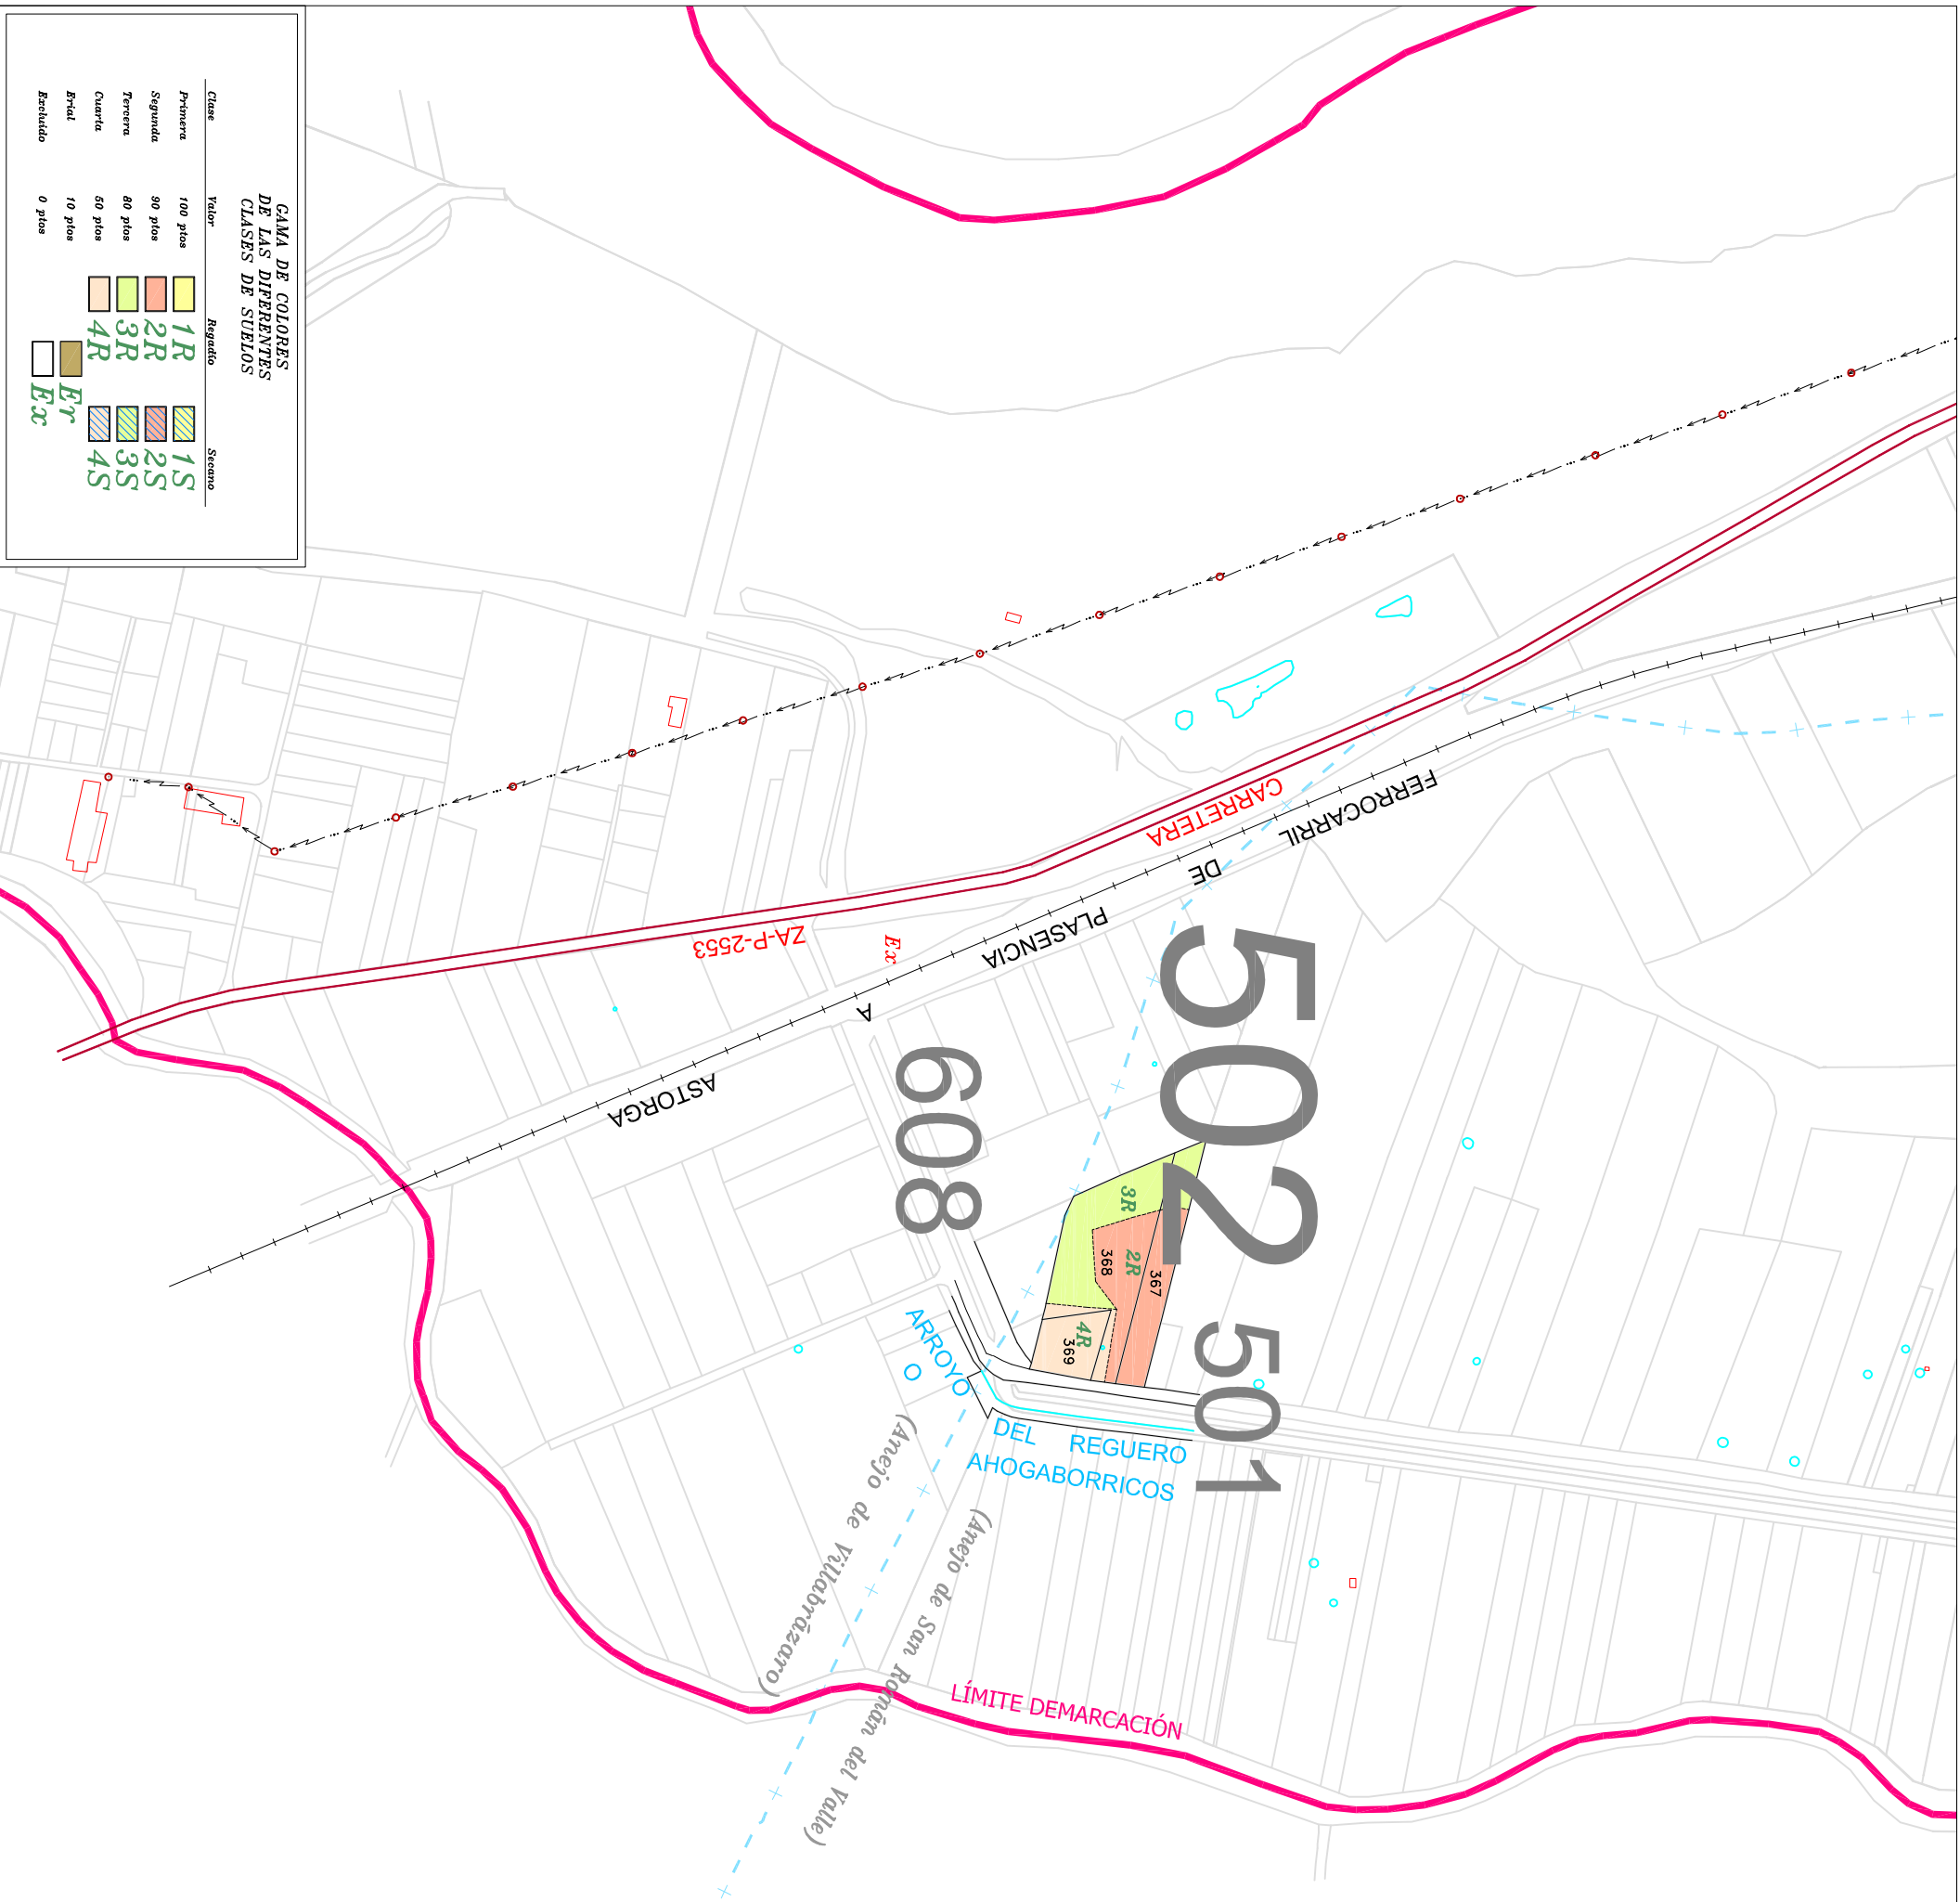 GAMA DE COLORES
DE LAS DIFERENTES
CLASES DE SUELOS
Clase Valor Regadío Secano
Primera 100 ptos 1R 1S
Segunda 90 ptos 2R 2S
Tercera 80 ptos 3R 3S
Cuarta 50 ptos 4R 4S
Erial 10 ptos Er
Excluido 0 ptos Ex
CARRETERA
ZA-P-2553
FERROCARRIL
DE
PLASENCIA
A
ASTORGA
Ex
502
501
608
3R
2R
4R
367
368
369
ARROYO
O
DEL REGUERO
AHOGABORRICOS
(Anejo de Villabrázaro)
(Anejo de San Román del Valle)
LÍMITE DEMARCACIÓN